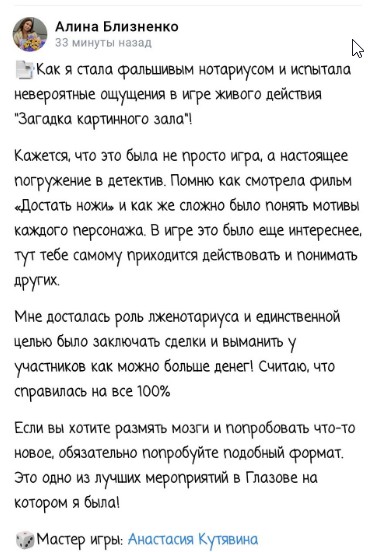 Алина Близненко
33 минуты назад
Как я стала фальшивым нотариусом и испытала
невероятные ощущения в игре живого действия
"Загадка картинного зала"!
Кажется, что это была не просто игра, а настоящее
погружение в детектив. Помню как смотрела фильм
«Достать ножи» и как же сложно было понять мотивы
каждого персонажа. В игре это было еще интереснее,
тут тебе самому приходится действовать и понимать
других.
Мне досталась роль лженотариуса и единственной
целью было заключать сделки и выманить у
участников как можно больше денег! Считаю, что
справилась на все 100%
Если вы хотите размять мозги и попробовать что-то
новое, обязательно попробуйте подобный формат.
Это одно из лучших мероприятий в Глазове на
котором я была!
Мастер игры: Анастасия Кутявина